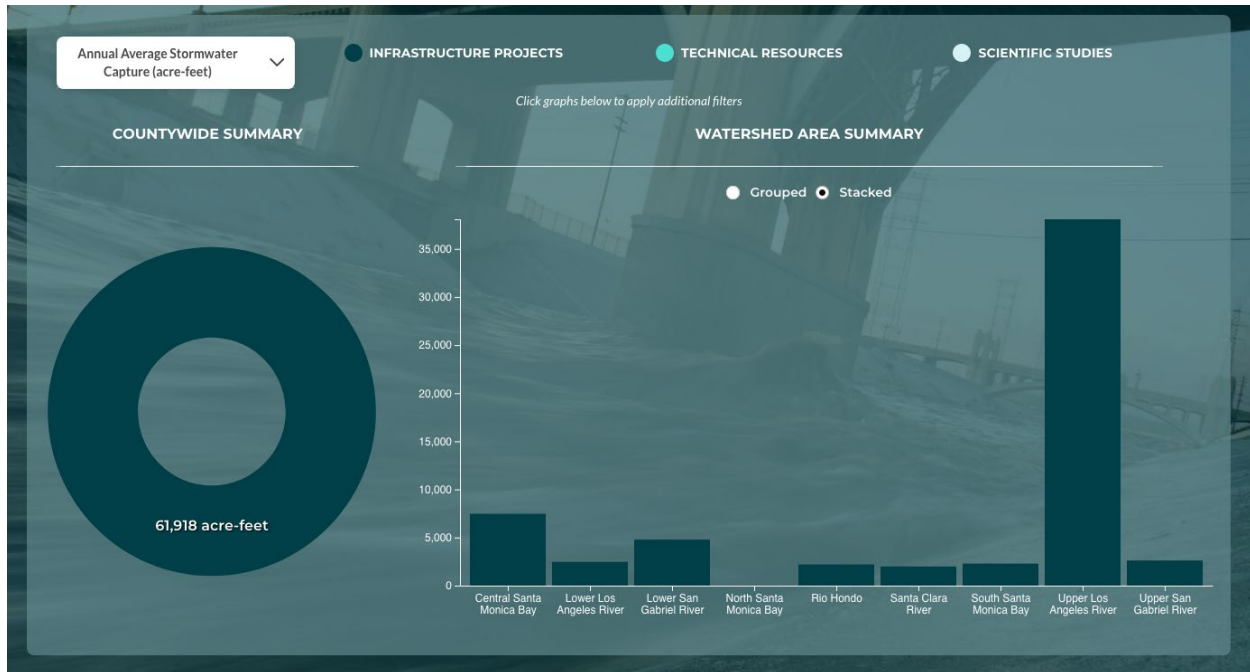 Annual Average Stormwater
Capture (acre-feet)
INFRASTRUCTURE PROJECTS
TECHNICAL RESOURCES
SCIENTIFIC STUDIES
Click graphs below to apply additional filters
COUNTYWIDE SUMMARY
WATERSHED AREA SUMMARY
Grouped
Stacked
61,918 acre-feet
35,000
30,000
25,000
20,000
15,000
10,000
5,000
0
Central Santa
Monica Bay
Lower Los
Angeles River
Lower San
Gabriel River
North Santa
Monica Bay
Rio Hondo
Santa Clara
River
South Santa
Monica Bay
Upper Los
Angeles River
Upper San
Gabriel River